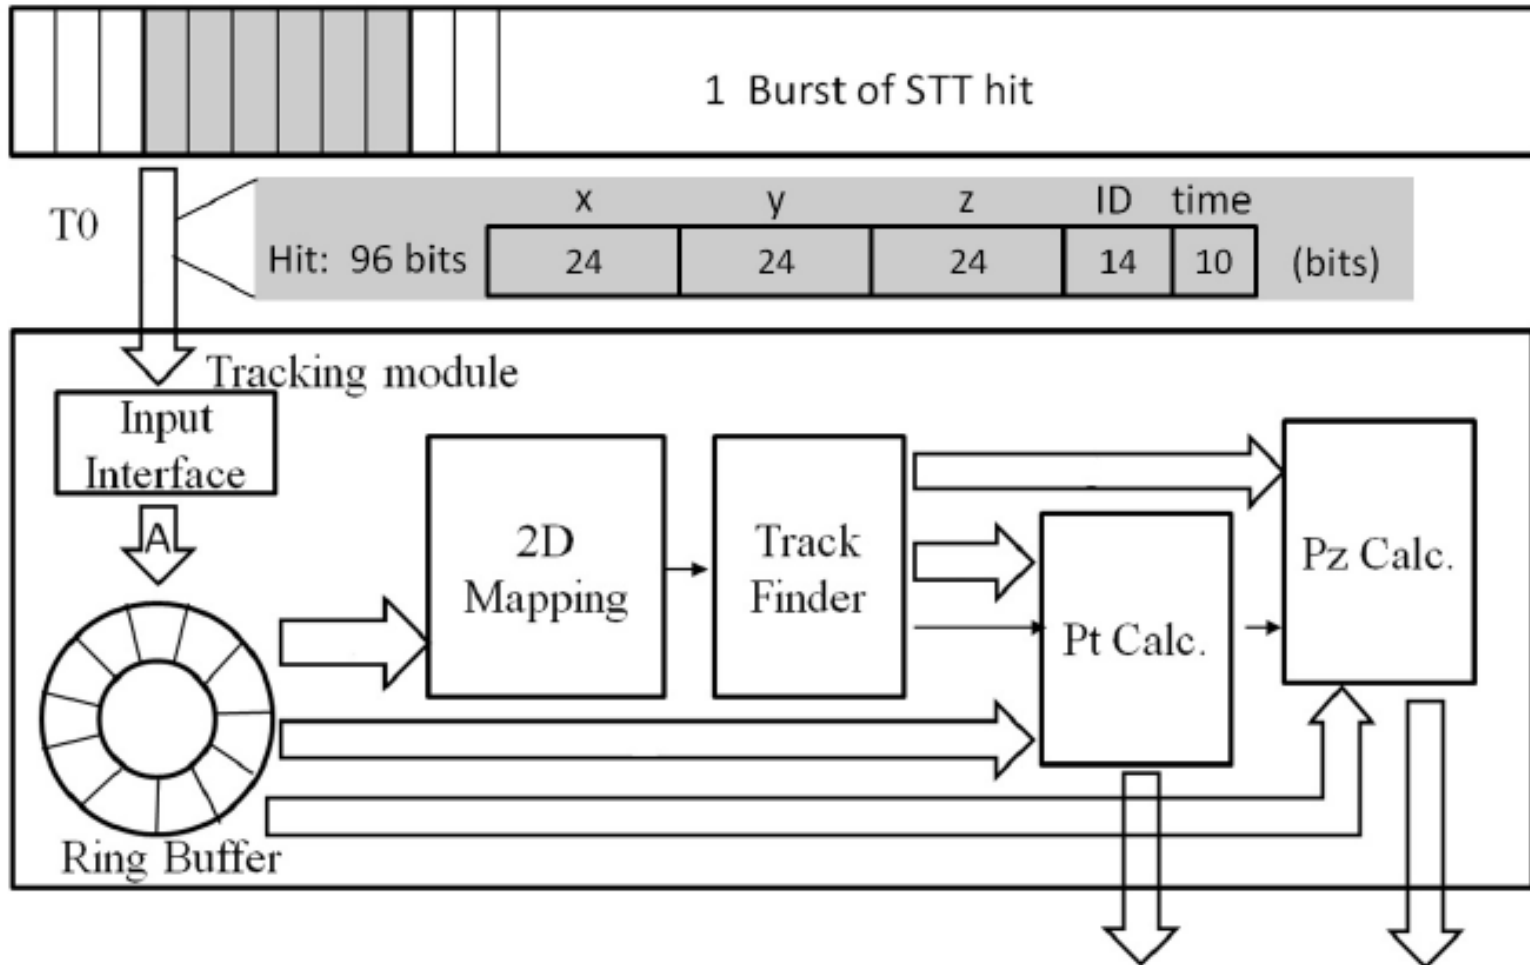 1 Burst of STT hit
T0
x y z ID time
Hit: 96 bits 24 24 24 14 10 (bits)
Tracking module
Input
Interface
A
2D
Mapping
Track
Finder
Pt Calc.
Pz Calc.
Ring Buffer